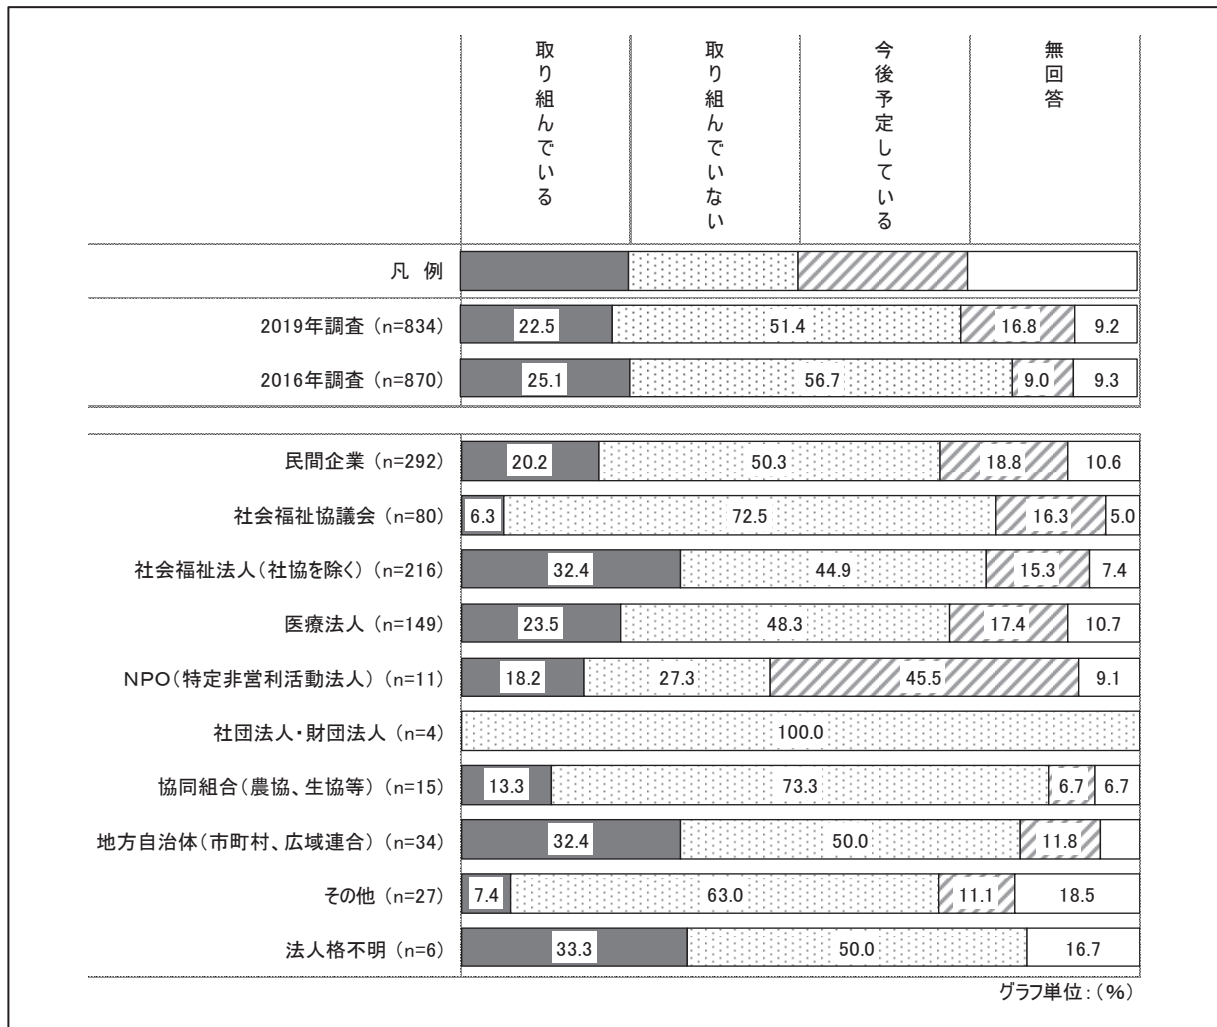 取り組んでいる
取り組んでいない
今後予定している
無回答
凡 例
2019年調査 (n=834) 22.5 51.4 16.8 9.2
2016年調査 (n=870) 25.1 56.7 9.0 9.3
民間企業 (n=292) 20.2 50.3 18.8 10.6
社会福祉協議会 (n=80) 6.3 72.5 16.3 5.0
社会福祉法人(社協を除く) (n=216) 32.4 44.9 15.3 7.4
医療法人 (n=149) 23.5 48.3 17.4 10.7
NPO(特定非営利活動法人) (n=11) 18.2 27.3 45.5 9.1
社団法人・財団法人 (n=4) 100.0
協同組合(農協、生協等) (n=15) 13.3 73.3 6.7 6.7
地方自治体(市町村、広域連合) (n=34) 32.4 50.0 11.8
その他 (n=27) 7.4 63.0 11.1 18.5
法人格不明 (n=6) 33.3 50.0 16.7
グラフ単位:(%)